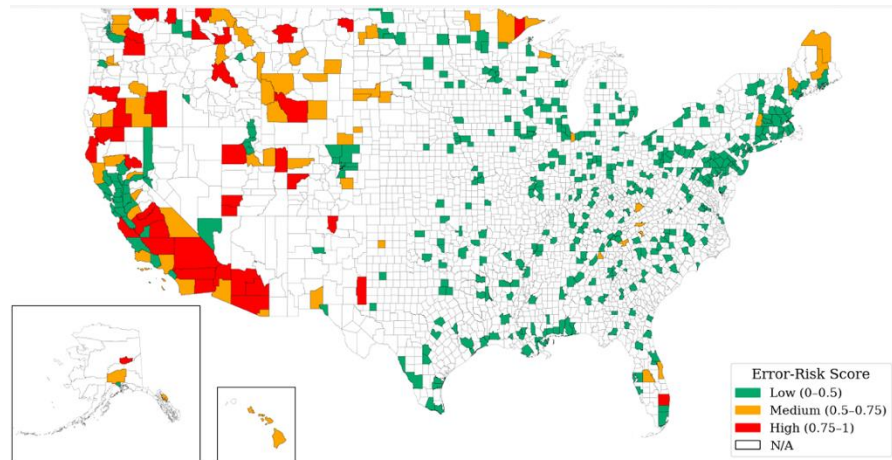 Error-Risk Score
Low (0–0.5)
Medium (0.5–0.75)
High (0.75–1)
N/A